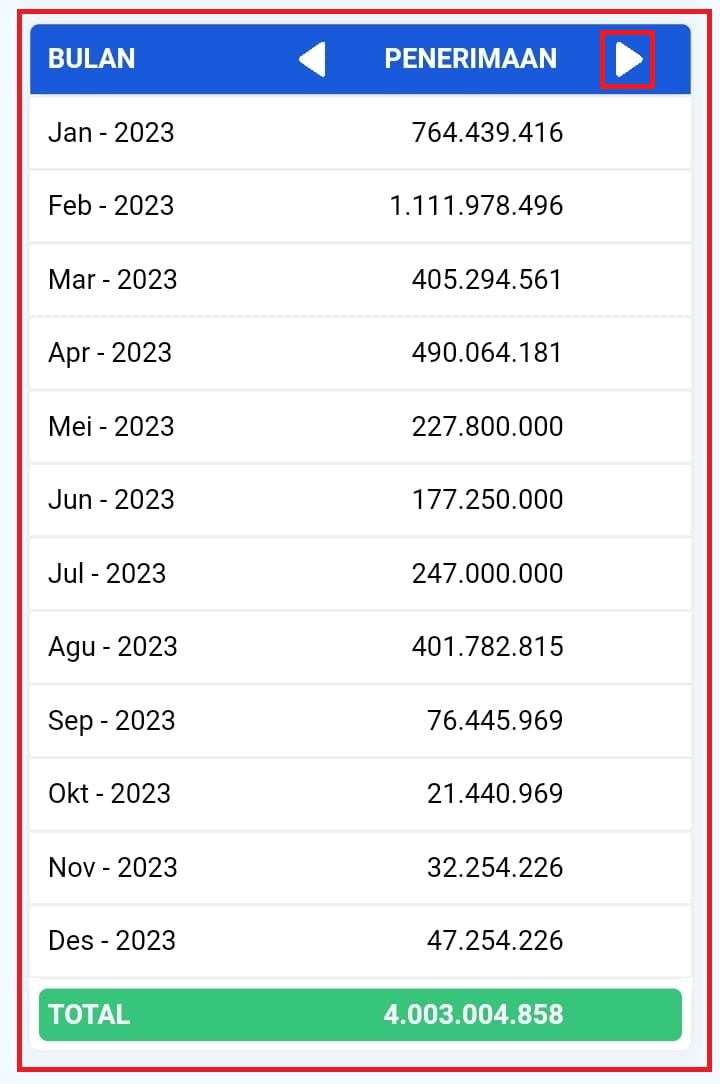 BULAN PENERIMAAN
Jan - 2023 764.439.416
Feb - 2023 1.111.978.496
Mar - 2023 405.294.561
Apr - 2023 490.064.181
Mei - 2023 227.800.000
Jun - 2023 177.250.000
Jul - 2023 247.000.000
Agu - 2023 401.782.815
Sep - 2023 76.445.969
Okt - 2023 21.440.969
Nov - 2023 32.254.226
Des - 2023 47.254.226
TOTAL 4.003.004.858